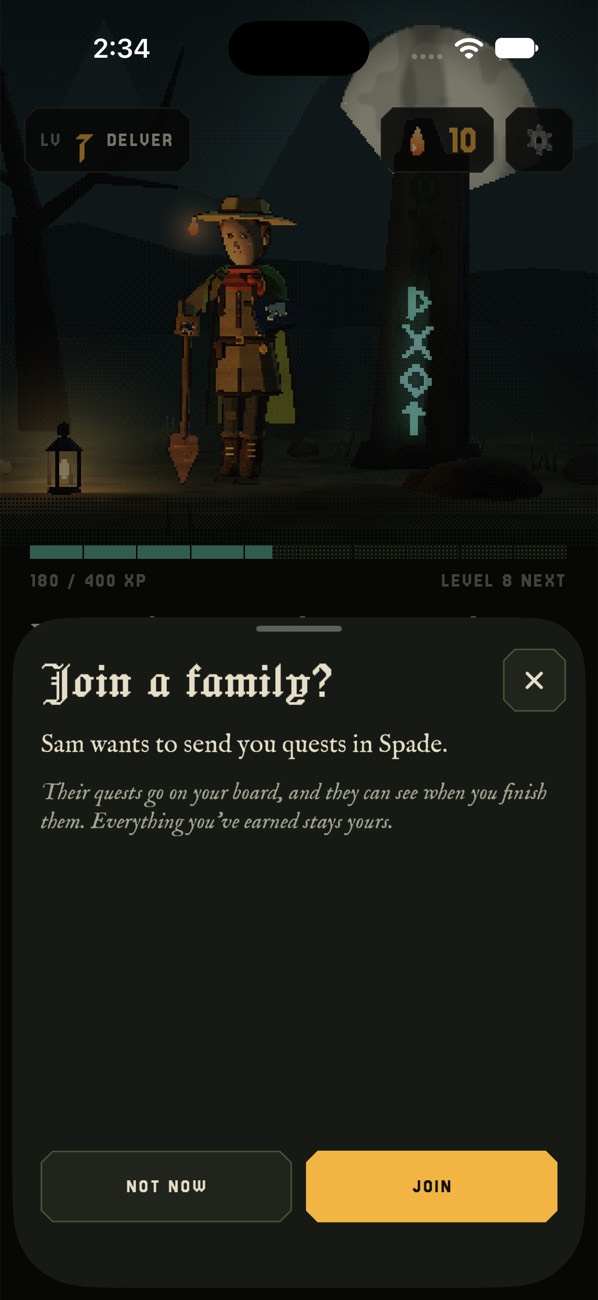 2:34
LV 7 DELVER
10
ᚦ
ᚷ
ᛜ
ᛏ
180 / 400 XP
LEVEL 8 NEXT
Join a family?
Sam wants to send you quests in Spade.
Their quests go on your board, and they can see when you finish
them. Everything you’ve earned stays yours.
NOT NOW
JOIN